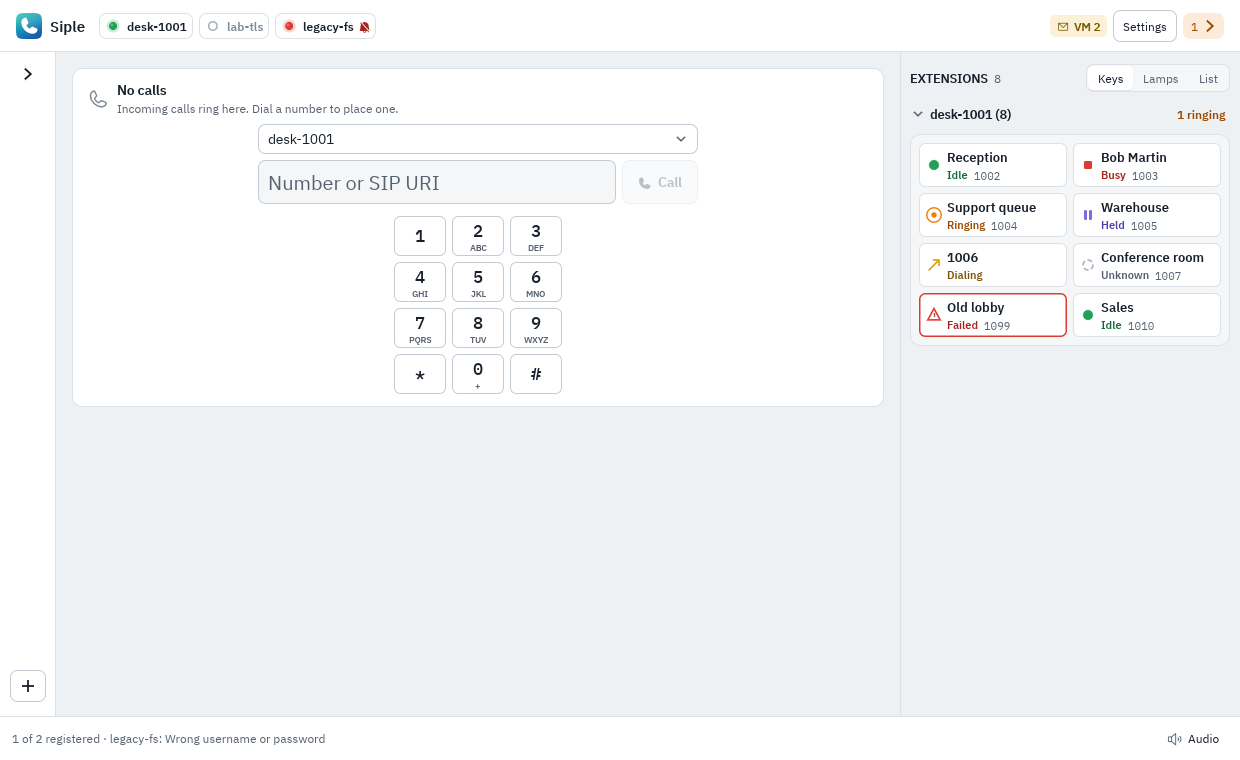 Siple
desk-1001
lab-tls
legacy-fs
VM 2
Settings
1
No calls
Incoming calls ring here. Dial a number to place one.
desk-1001
Number or SIP URI
Call
1
2
ABC
3
DEF
4
GHI
5
JKL
6
MNO
7
PQRS
8
TUV
9
WXYZ
*
0
+
#
EXTENSIONS 8
Keys
Lamps
List
desk-1001 (8)
1 ringing
Reception
Idle 1002
Bob Martin
Busy 1003
Support queue
Ringing 1004
Warehouse
Held 1005
1006
Dialing
Conference room
Unknown 1007
Old lobby
Failed 1099
Sales
Idle 1010
1 of 2 registered · legacy-fs: Wrong username or password
Audio